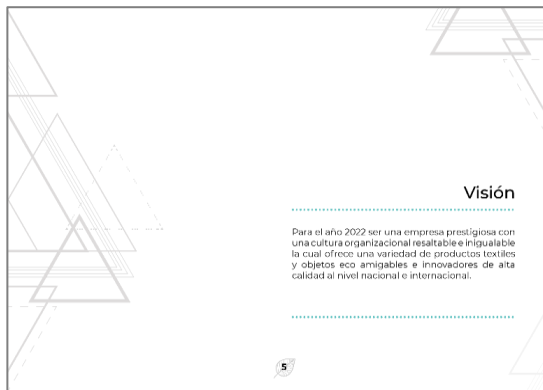 Visión
Para el año 2022 ser una empresa prestigiosa con
una cultura organizacional resaltable e inigualable
la cual ofrece una variedad de productos textiles
y objetos eco amigables e innovadores de alta
calidad al nivel nacional e internacional.
5